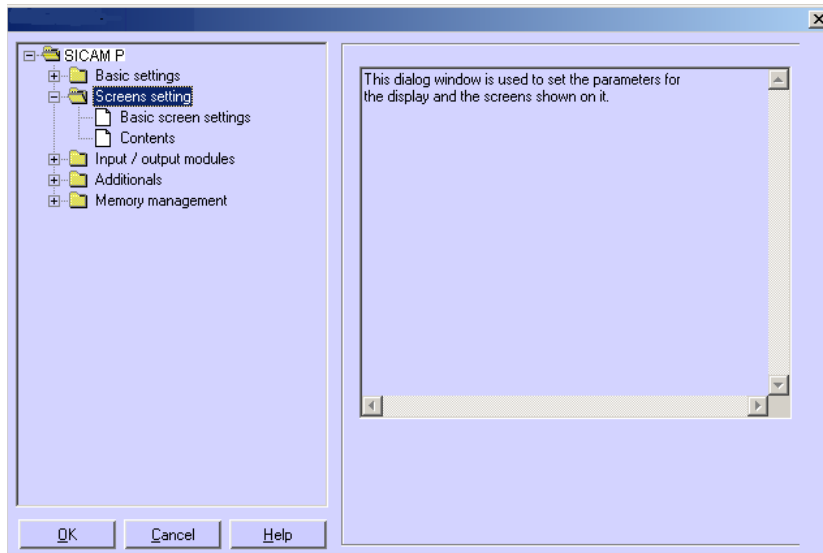 SICAM P
Basic settings
Screens setting
Basic screen settings
Contents
Input / output modules
Additionals
Memory management
This dialog window is used to set the parameters for
the display and the screens shown on it.
OK
Cancel
Help